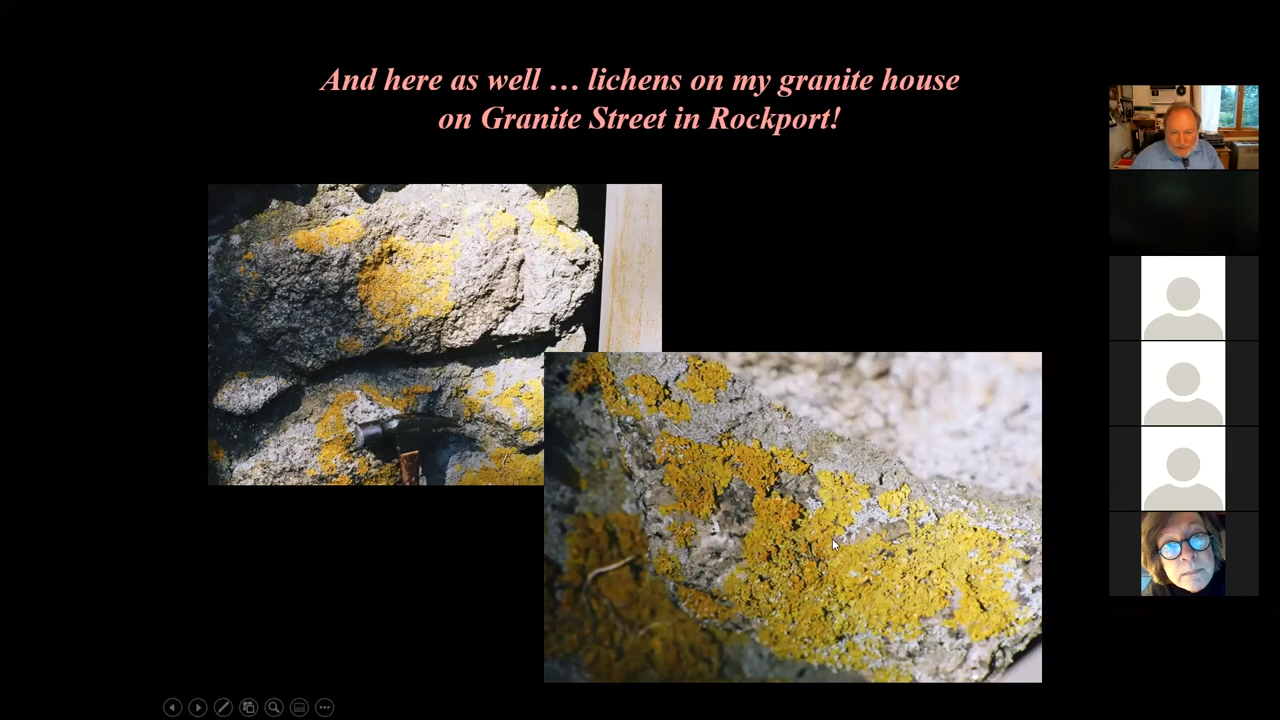 And here as well … lichens on my granite house
on Granite Street in Rockport!